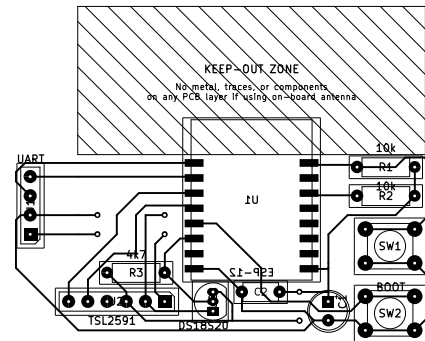 KEEP-OUT ZONE
No metal, traces, or components
on any PCB layer if using on-board antenna
UART
10k
R1
10k
R2
U1
SW1
4k7
R3
ESP-12
C2
BOOT
SW2
TSL2591
DS18S20